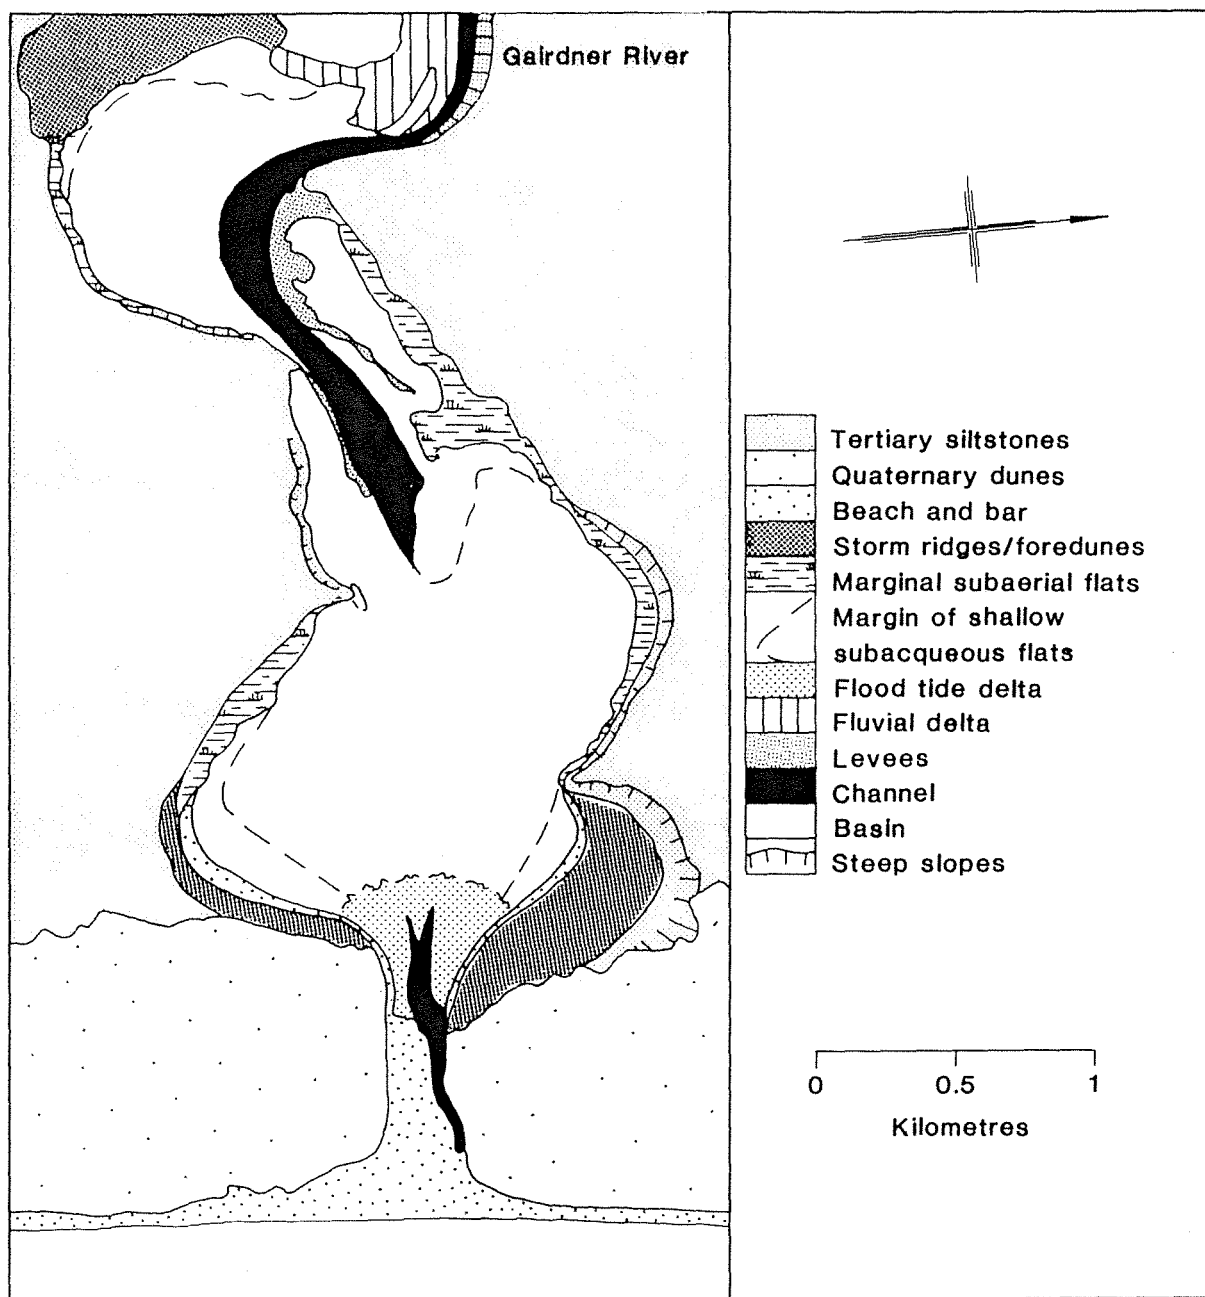 Gairdner River
Tertiary siltstones
Quaternary dunes
Beach and bar
Storm ridges/foredunes
Marginal subaerial flats
Margin of shallow
subacqueous flats
Flood tide delta
Fluvial delta
Levees
Channel
Basin
Steep slopes
0 0.5 1
Kilometres